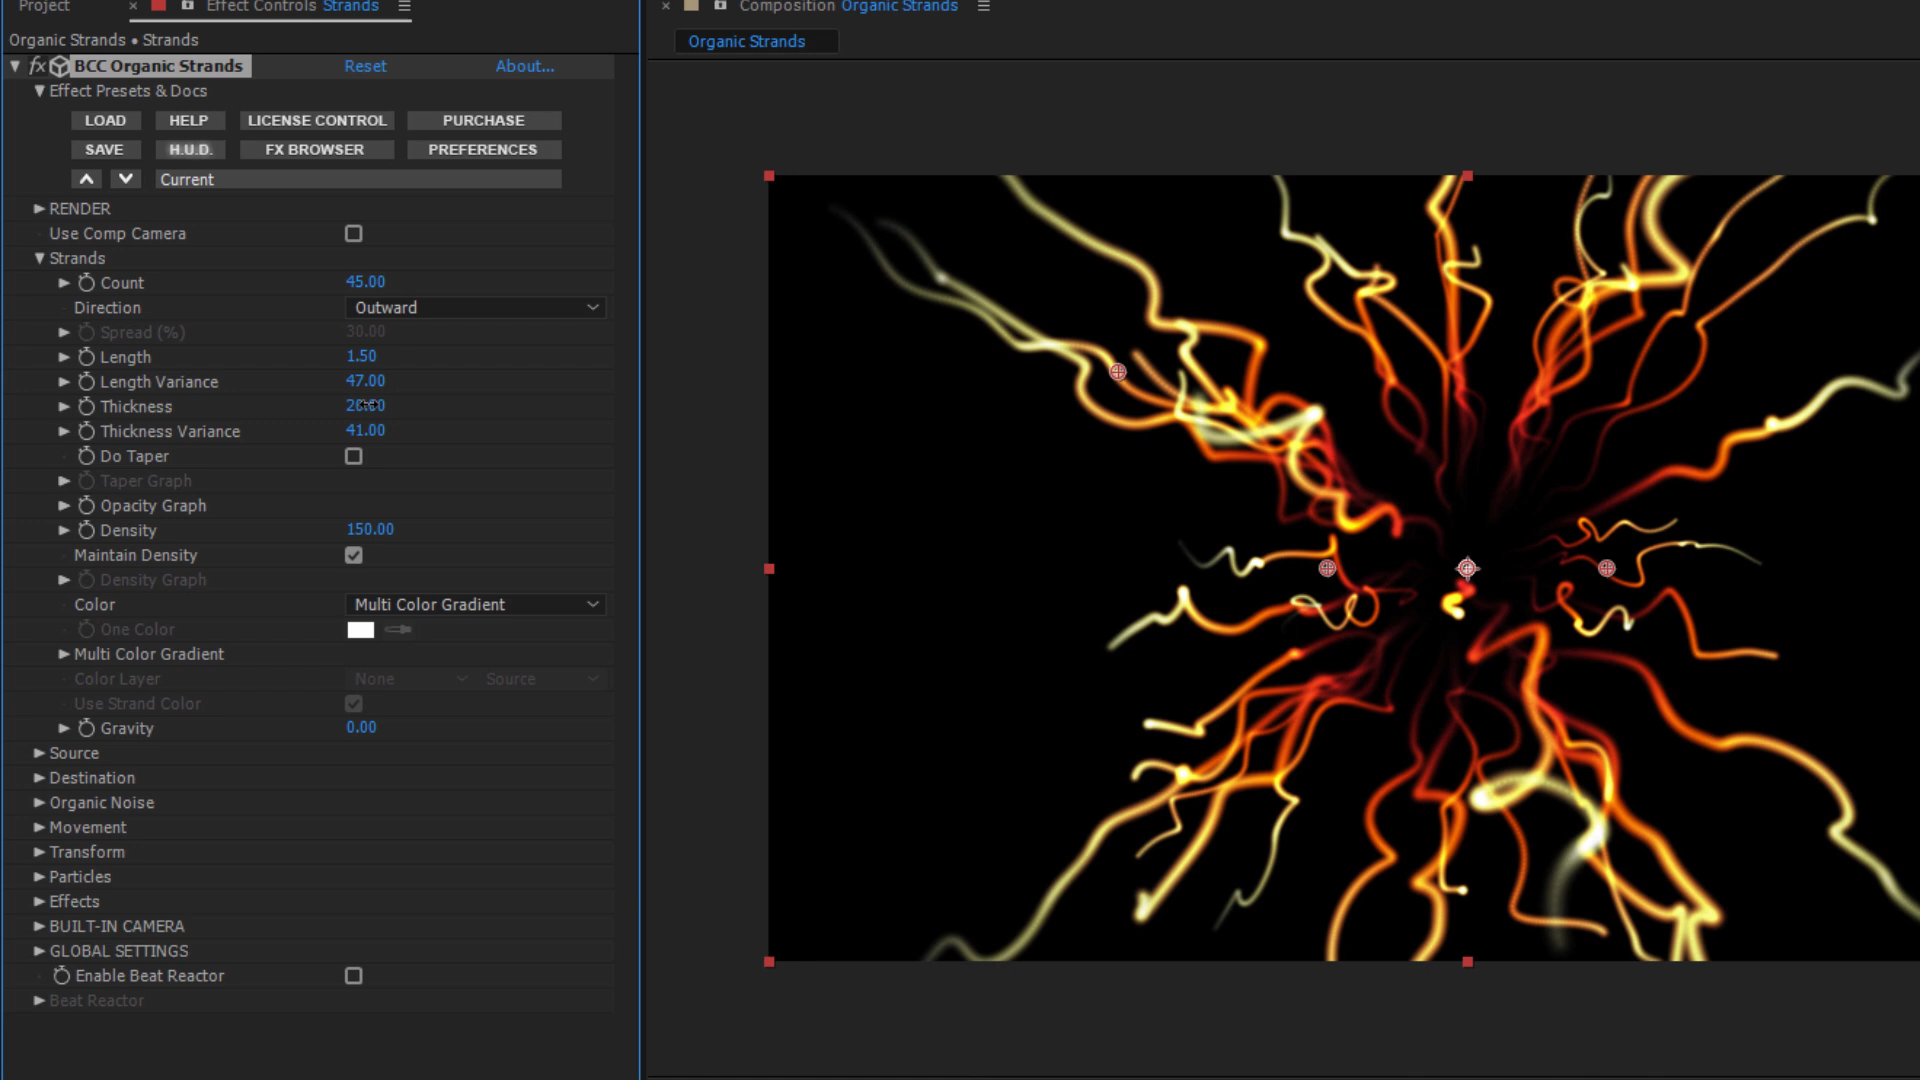 Project
Effect Controls Strands
Composition Organic Strands
Organic Strands • Strands
Organic Strands
fx BCC Organic Strands Reset About...
Effect Presets & Docs
LOAD HELP LICENSE CONTROL PURCHASE
SAVE H.U.D. FX BROWSER PREFERENCES
Current
RENDER
Use Comp Camera
Strands
Count 45.00
Direction Outward
Spread (%) 30.00
Length 1.50
Length Variance 47.00
Thickness
Thickness Variance 41.00
Do Taper
Taper Graph
Opacity Graph
Density 150.00
Maintain Density
Density Graph
Color Multi Color Gradient
One Color
Multi Color Gradient
Color Layer None Source
Use Strand Color
Gravity 0.00
Source
Destination
Organic Noise
Movement
Transform
Particles
Effects
BUILT-IN CAMERA
GLOBAL SETTINGS
Enable Beat Reactor
Beat Reactor